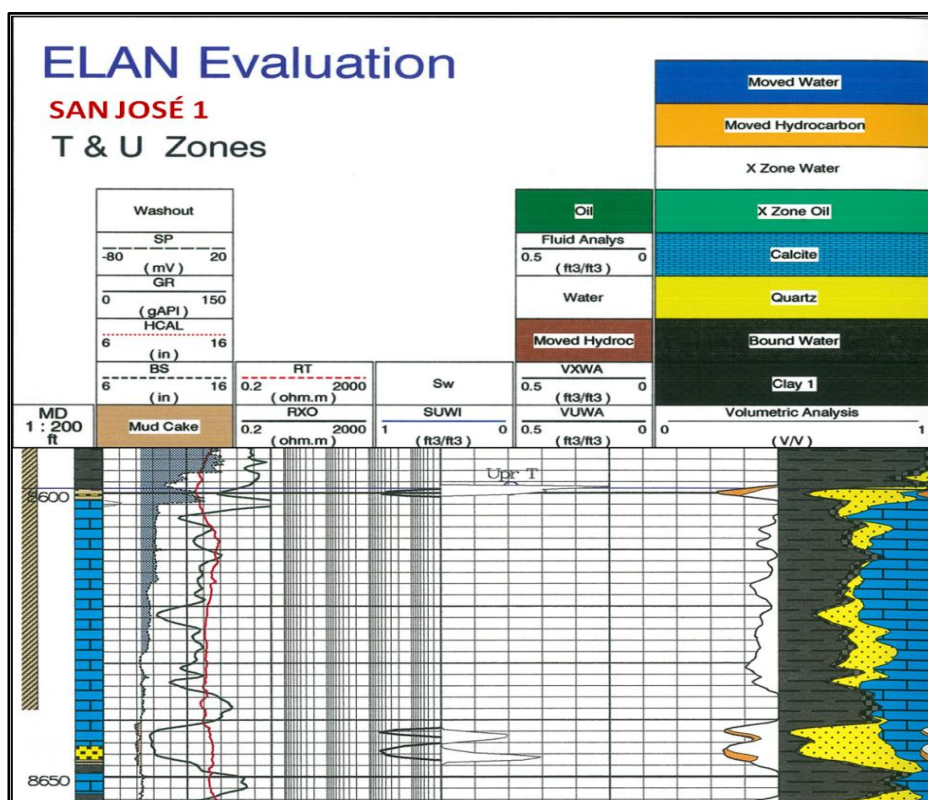 ELAN Evaluation
SAN JOSÉ 1
T & U Zones
Moved Water
Moved Hydrocarbon
X Zone Water
Washout
Oil
X Zone Oil
SP
-80 20
(mV)
Fluid Analys
0.5 0
(ft3/ft3)
Calcite
GR
0 150
(gAPI)
Water
Quartz
HCAL
6 16
(in)
Moved Hydroc
Bound Water
BS
6 16
(in)
RT
0.2 2000
(ohm.m)
Sw
VXWA
0.5 0
(ft3/ft3)
Clay 1
MD
1 : 200
ft
Mud Cake
RXO
0.2 2000
(ohm.m)
SUWI
1 0
(ft3/ft3)
VUWA
0.5 0
(ft3/ft3)
Volumetric Analysis
0 1
(V/V)
Upr T
8600
8650